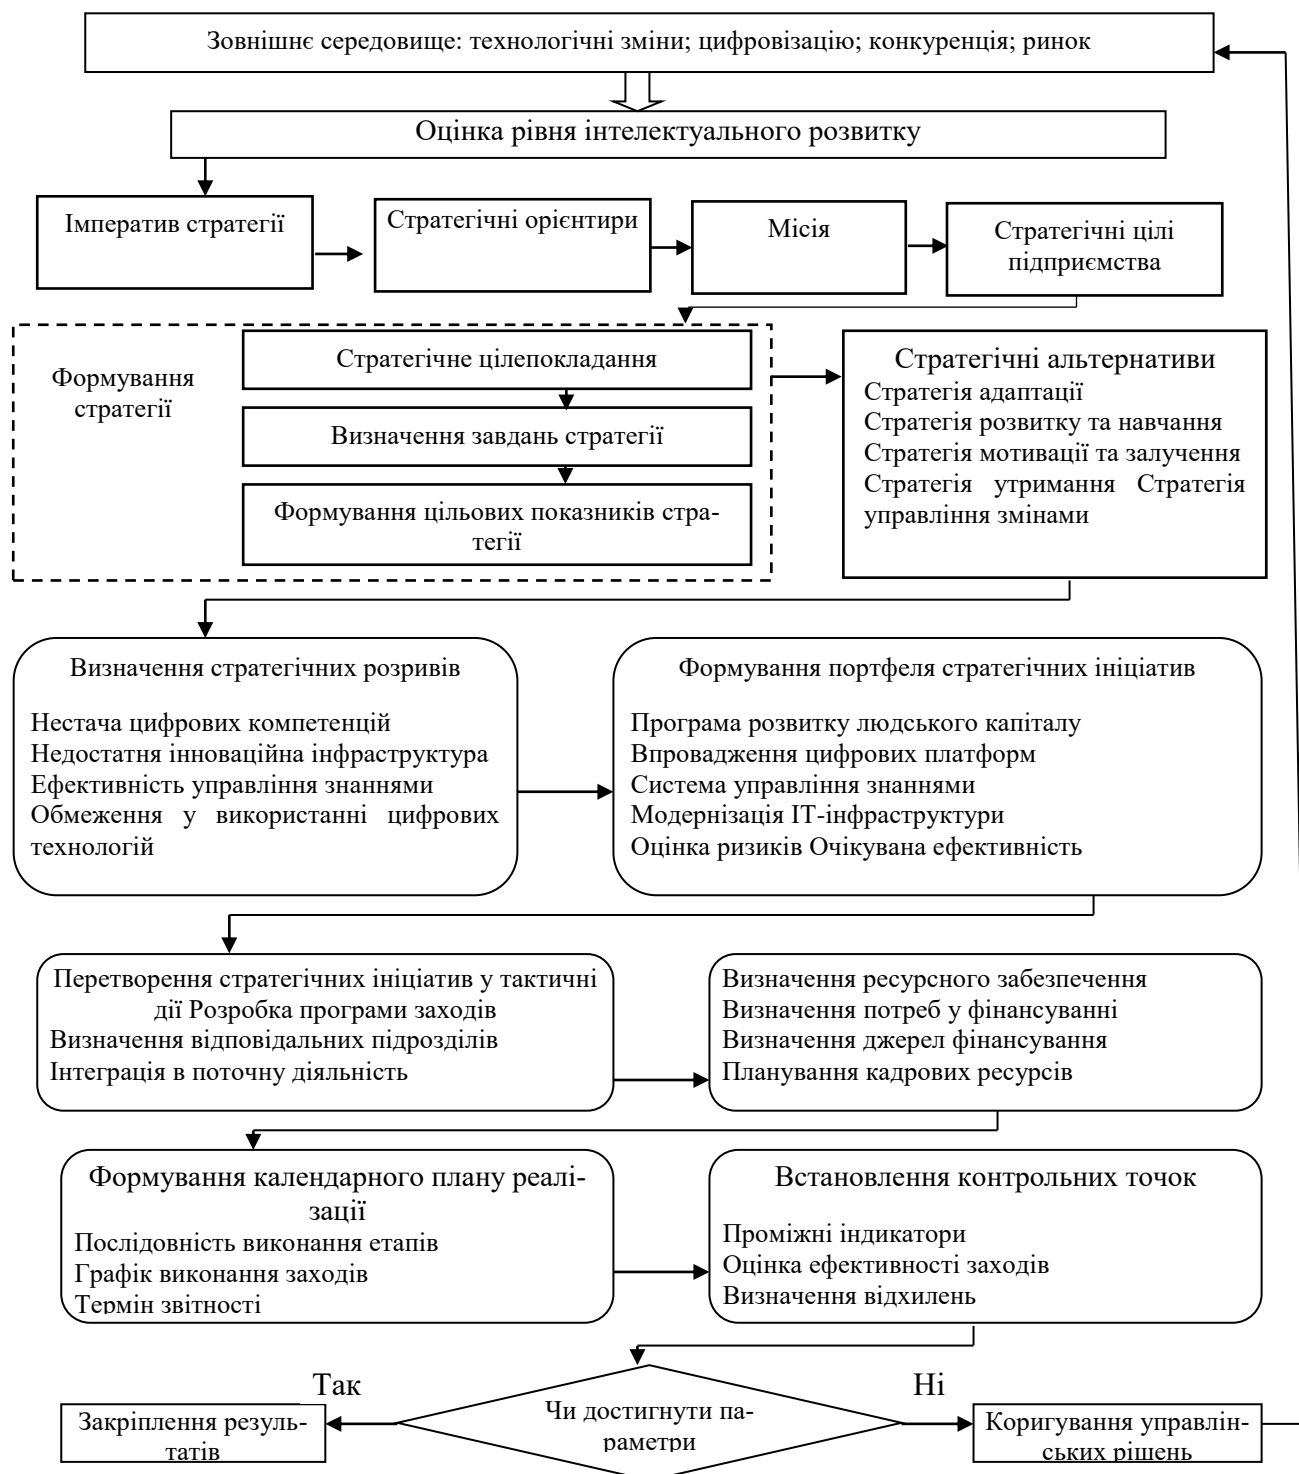 Зовнішнє середовище: технологічні зміни; цифровізацію; конкуренція; ринок
Оцінка рівня інтелектуального розвитку
Імператив стратегії
Стратегічні орієнтири
Місія
Стратегічні цілі
підприємства
Формування
стратегії
Стратегічне цілепокладання
Визначення завдань стратегії
Формування цільових показників стра-
тегії
Стратегічні альтернативи
Стратегія адаптації
Стратегія розвитку та навчання
Стратегія мотивації та залучення
Стратегія утримання Стратегія
управління змінами
Визначення стратегічних розривів
Нестача цифрових компетенцій
Недостатня інноваційна інфраструктура
Ефективність управління знаннями
Обмеження у використанні цифрових
технологій
Формування портфеля стратегічних ініціатив
Програма розвитку людського капіталу
Впровадження цифрових платформ
Система управління знаннями
Модернізація ІТ-інфраструктури
Оцінка ризиків Очікувана ефективність
Перетворення стратегічних ініціатив у тактичні
дії Розробка програми заходів
Визначення відповідальних підрозділів
Інтеграція в поточну діяльність
Визначення ресурсного забезпечення
Визначення потреб у фінансуванні
Визначення джерел фінансування
Планування кадрових ресурсів
Формування календарного плану реалі-
зації
Послідовність виконання етапів
Графік виконання заходів
Термін звітності
Встановлення контрольних точок
Проміжні індикатори
Оцінка ефективності заходів
Визначення відхилень
Так
Ні
Закріплення резуль-
татів
Чи достигнути па-
раметри
Коригування управлін-
ських рішень